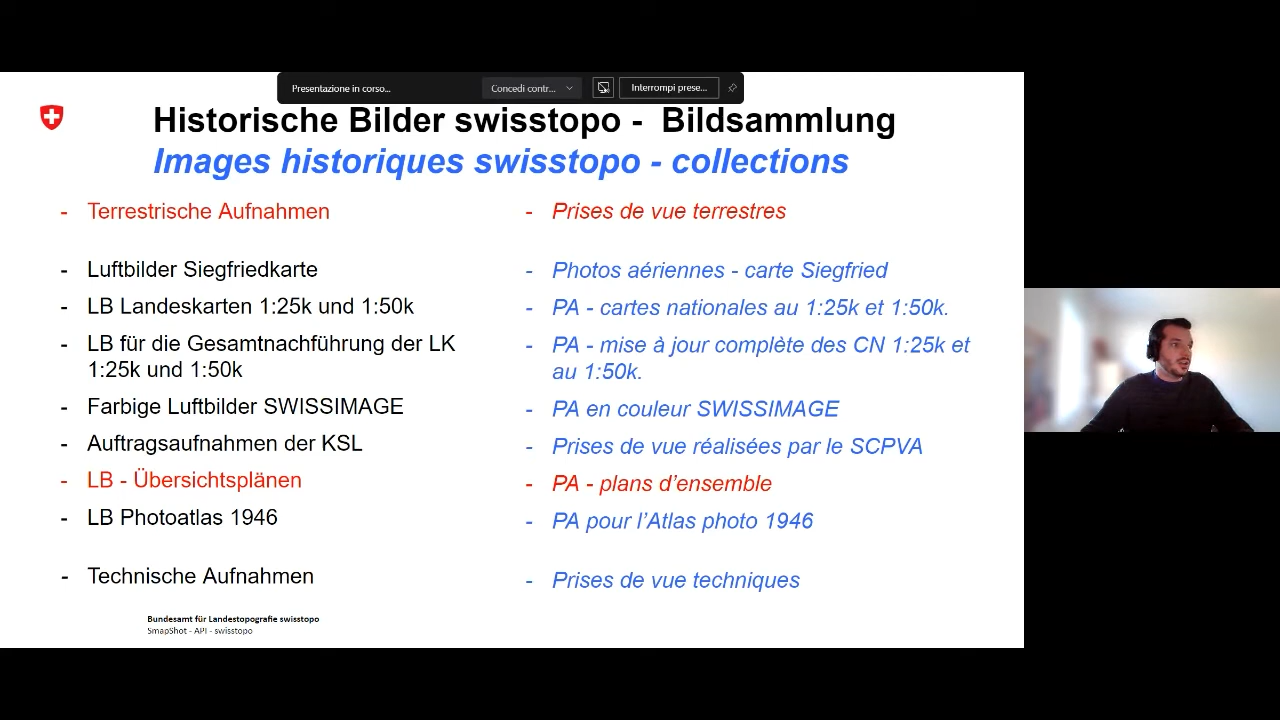 Presentazione in corso...
Concedi contr...
Interrompi prese...
Historische Bilder swisstopo - Bildsammlung
Images historiques swisstopo - collections
- Terrestrische Aufnahmen
- Luftbilder Siegfriedkarte
- LB Landeskarten 1:25k und 1:50k
- LB für die Gesamtnachführung der LK
1:25k und 1:50k
- Farbige Luftbilder SWISSIMAGE
- Auftragsaufnahmen der KSL
- LB - Übersichtsplänen
- LB Photoatlas 1946
- Technische Aufnahmen
- Prises de vue terrestres
- Photos aériennes - carte Siegfried
- PA - cartes nationales au 1:25k et 1:50k.
- PA - mise à jour complète des CN 1:25k et
au 1:50k.
- PA en couleur SWISSIMAGE
- Prises de vue réalisées par le SCPVA
- PA - plans d’ensemble
- PA pour l’Atlas photo 1946
- Prises de vue techniques
Bundesamt für Landestopografie swisstopo
SmapShot - API - swisstopo